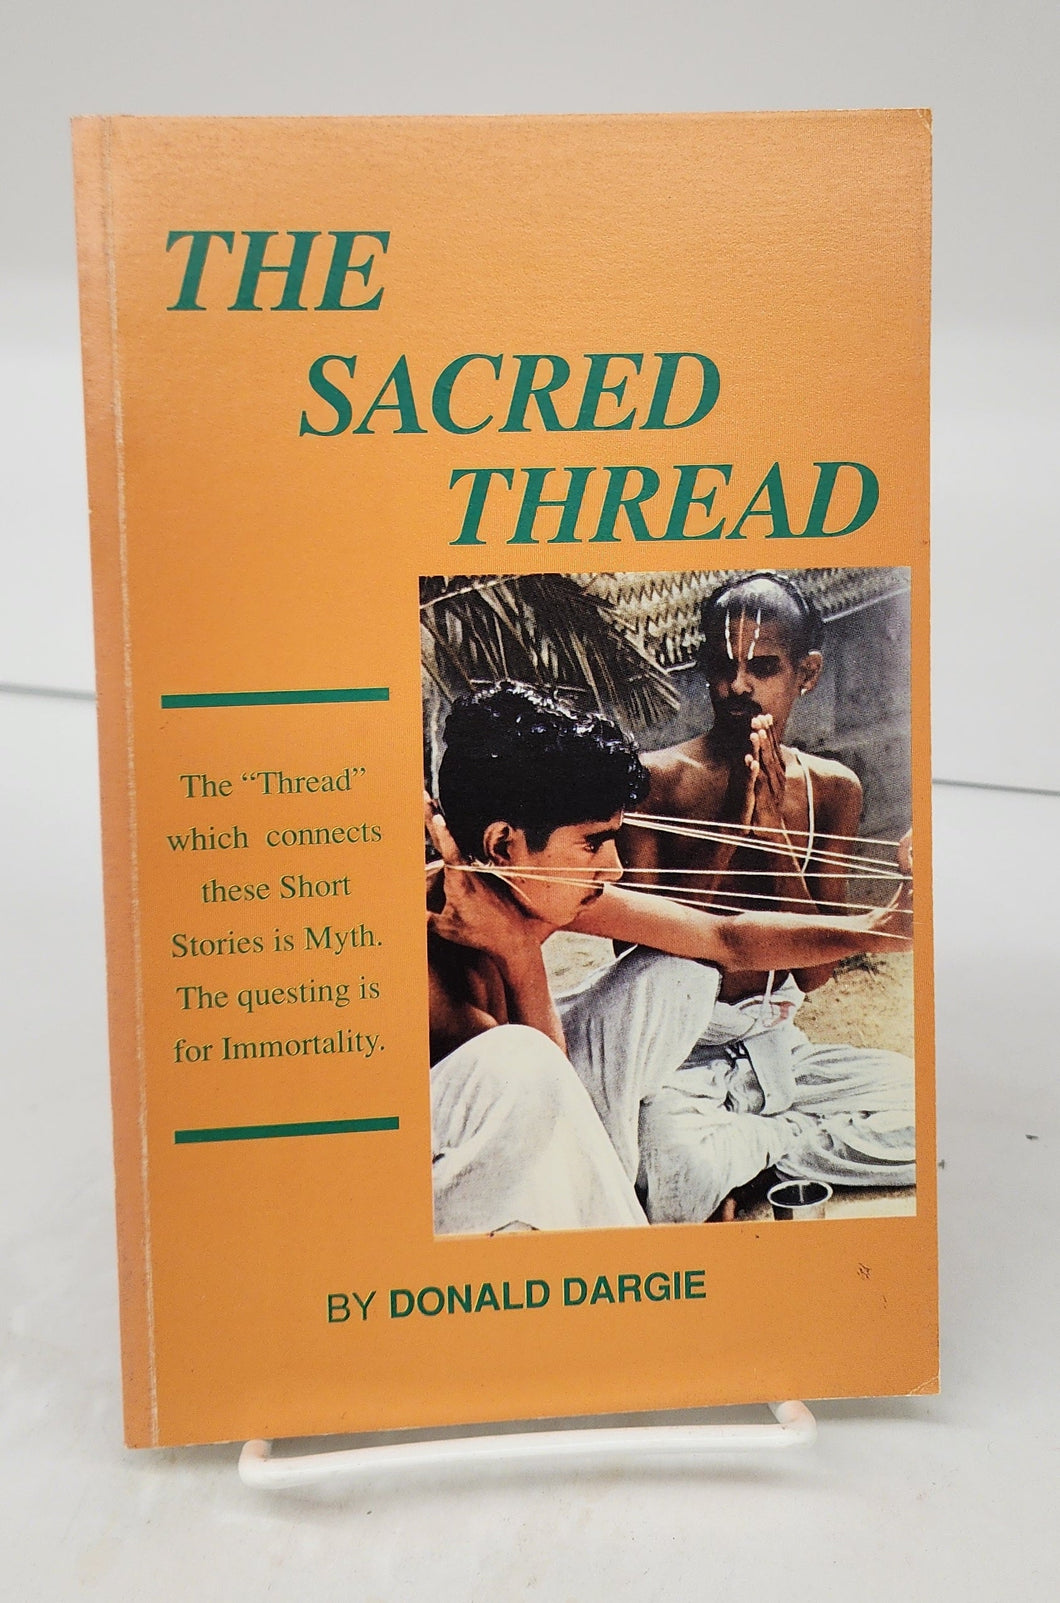 THE
SACRED
THREAD
The “Thread”
which connects
these Short
Stories is Myth.
The questing is
for Immortality.
BY DONALD DARGIE